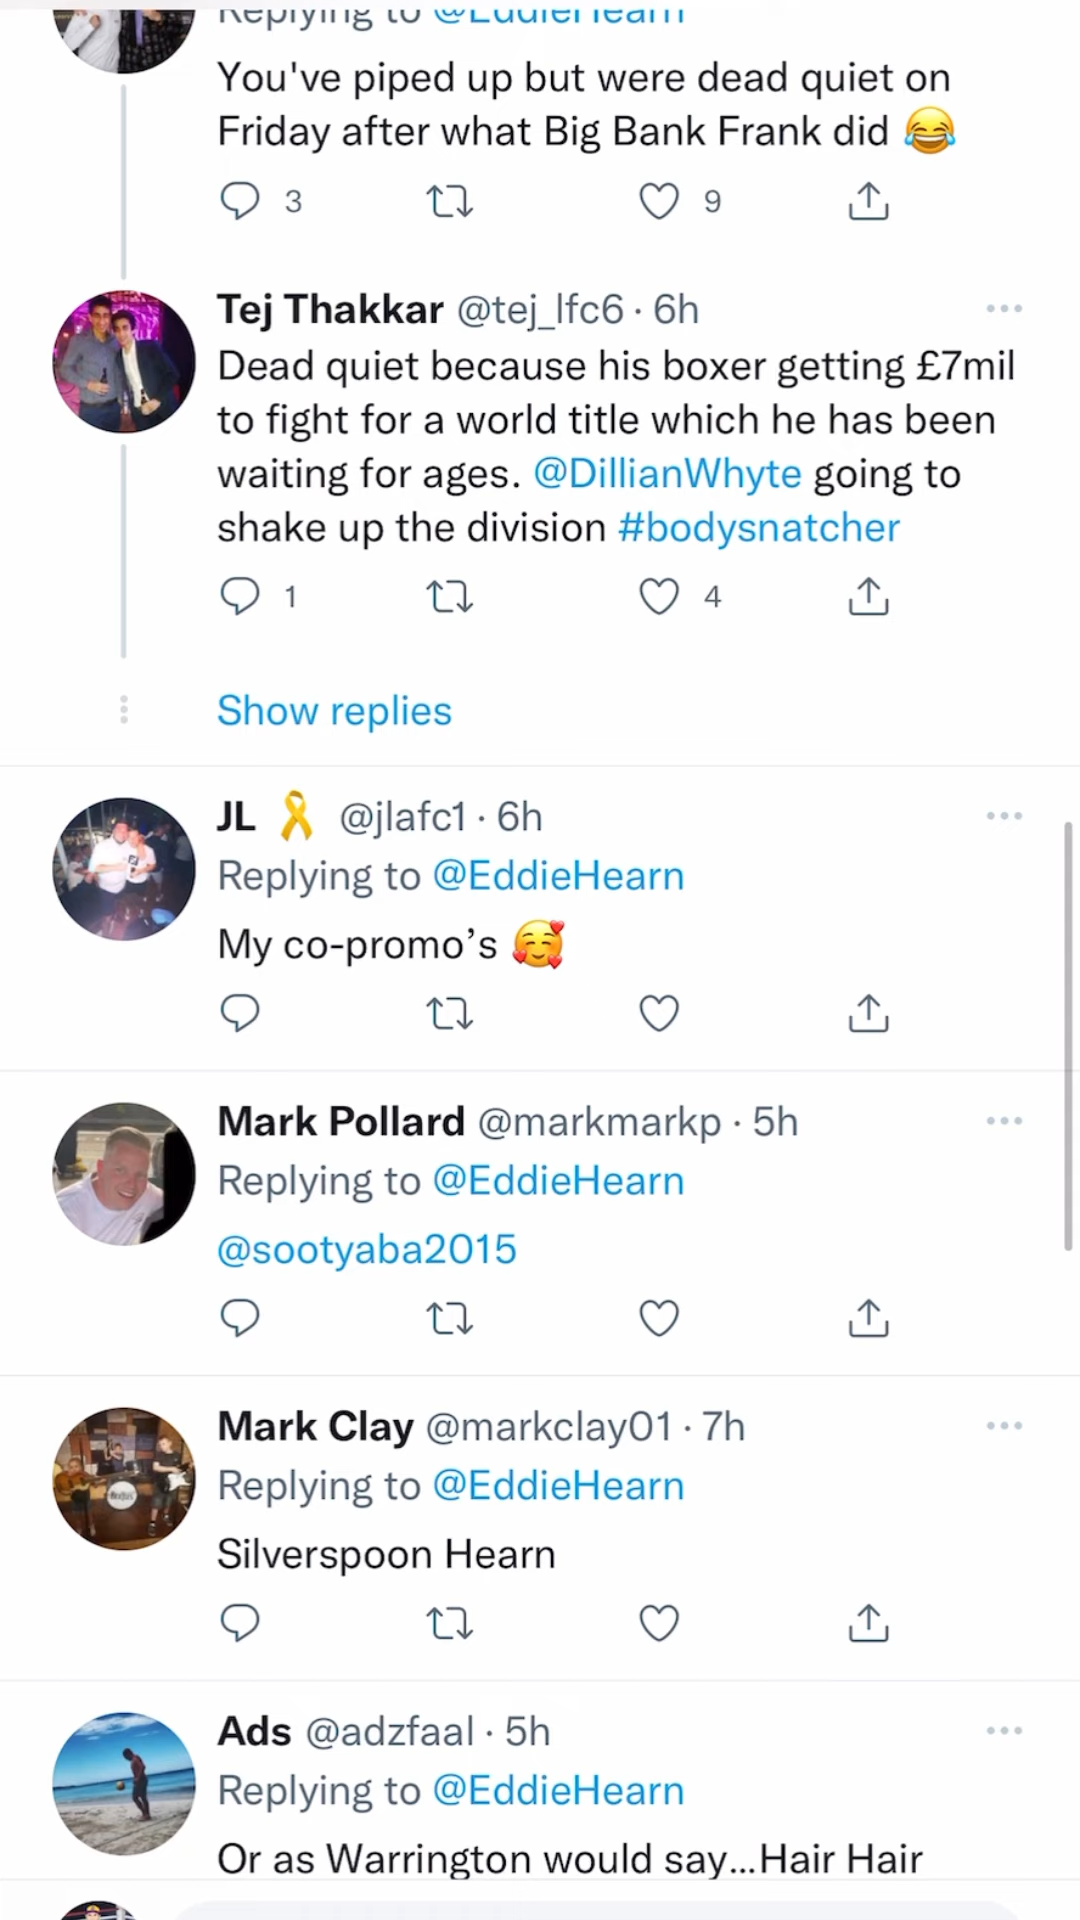 Replying to @EddieHearn
You've piped up but were dead quiet on
Friday after what Big Bank Frank did 😂
3 9
Tej Thakkar @tej_lfc6 · 6h
Dead quiet because his boxer getting £7mil
to fight for a world title which he has been
waiting for ages. @DillianWhyte going to
shake up the division #bodysnatcher
1 4
Show replies
JL 🎗 @jlafc1 · 6h
Replying to @EddieHearn
My co-promo’s 🥰
Mark Pollard @markmarkp · 5h
Replying to @EddieHearn
@sootyaba2015
Mark Clay @markclay01 · 7h
Replying to @EddieHearn
Silverspoon Hearn
Ads @adzfaal · 5h
Replying to @EddieHearn
Or as Warrington would say...Hair Hair